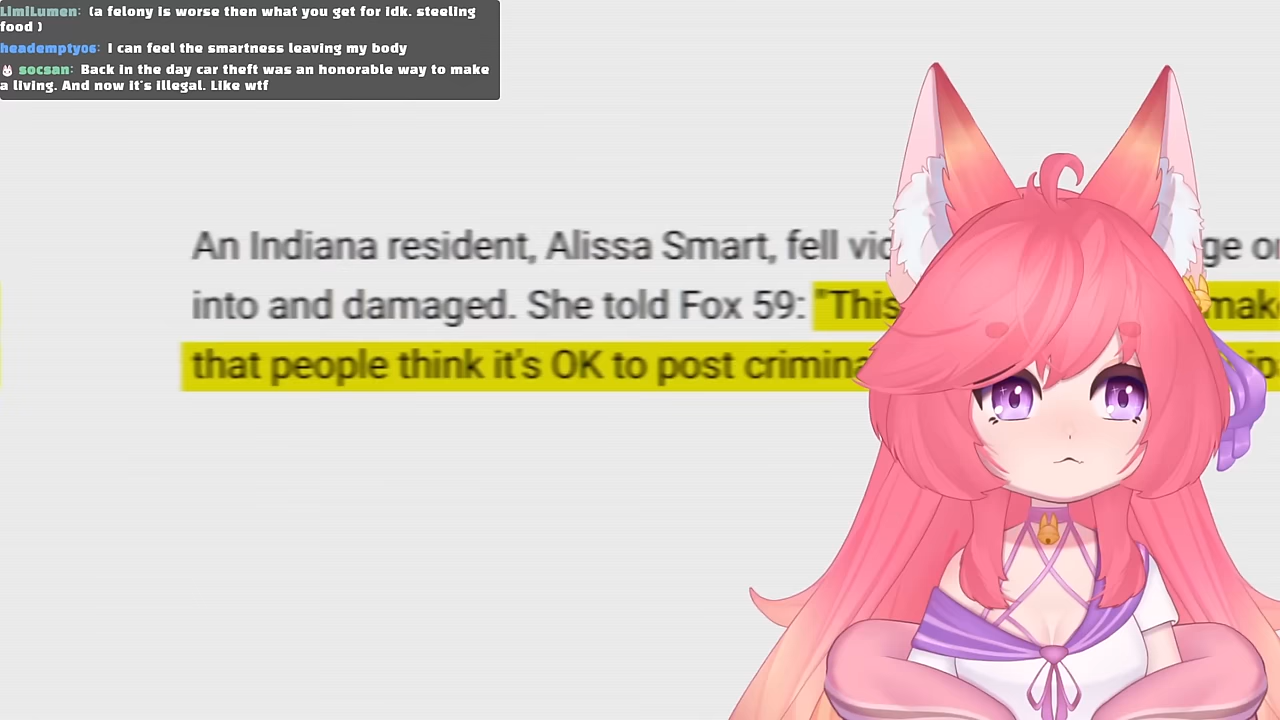 LimiLumen: (a felony is worse then what you get for idk. steeling
food )
heademptyos: I can feel the smartness leaving my body
socsan: Back in the day car theft was an honorable way to make
a living. And now it's illegal. Like wtf
An Indiana resident, Alissa Smart, fell
into and damaged. She told Fox 59: "This
that people think it's OK to post